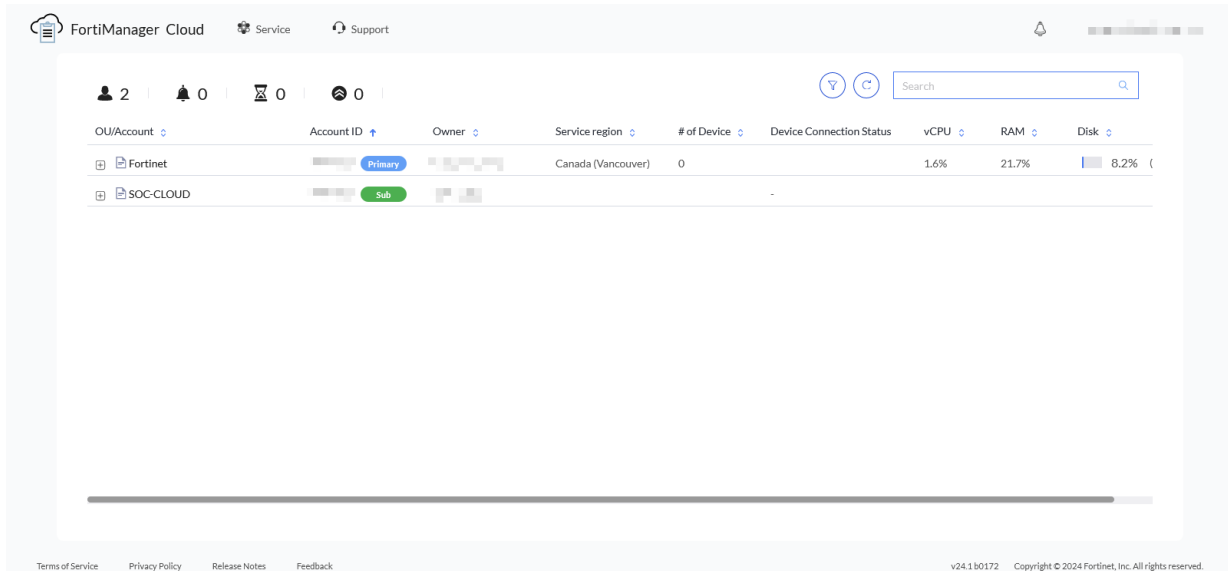 FortiManager Cloud Service Support
2 0 0 0 Search
OU/Account Account ID Owner Service region # of Device Device Connection Status vCPU RAM Disk
Fortinet Primary Canada (Vancouver) 0 1.6% 21.7% 8.2% (
SOC-CLOUD Sub -
Terms of Service Privacy Policy Release Notes Feedback v24.1 b0172 Copyright © 2024 Fortinet, Inc. All rights reserved.